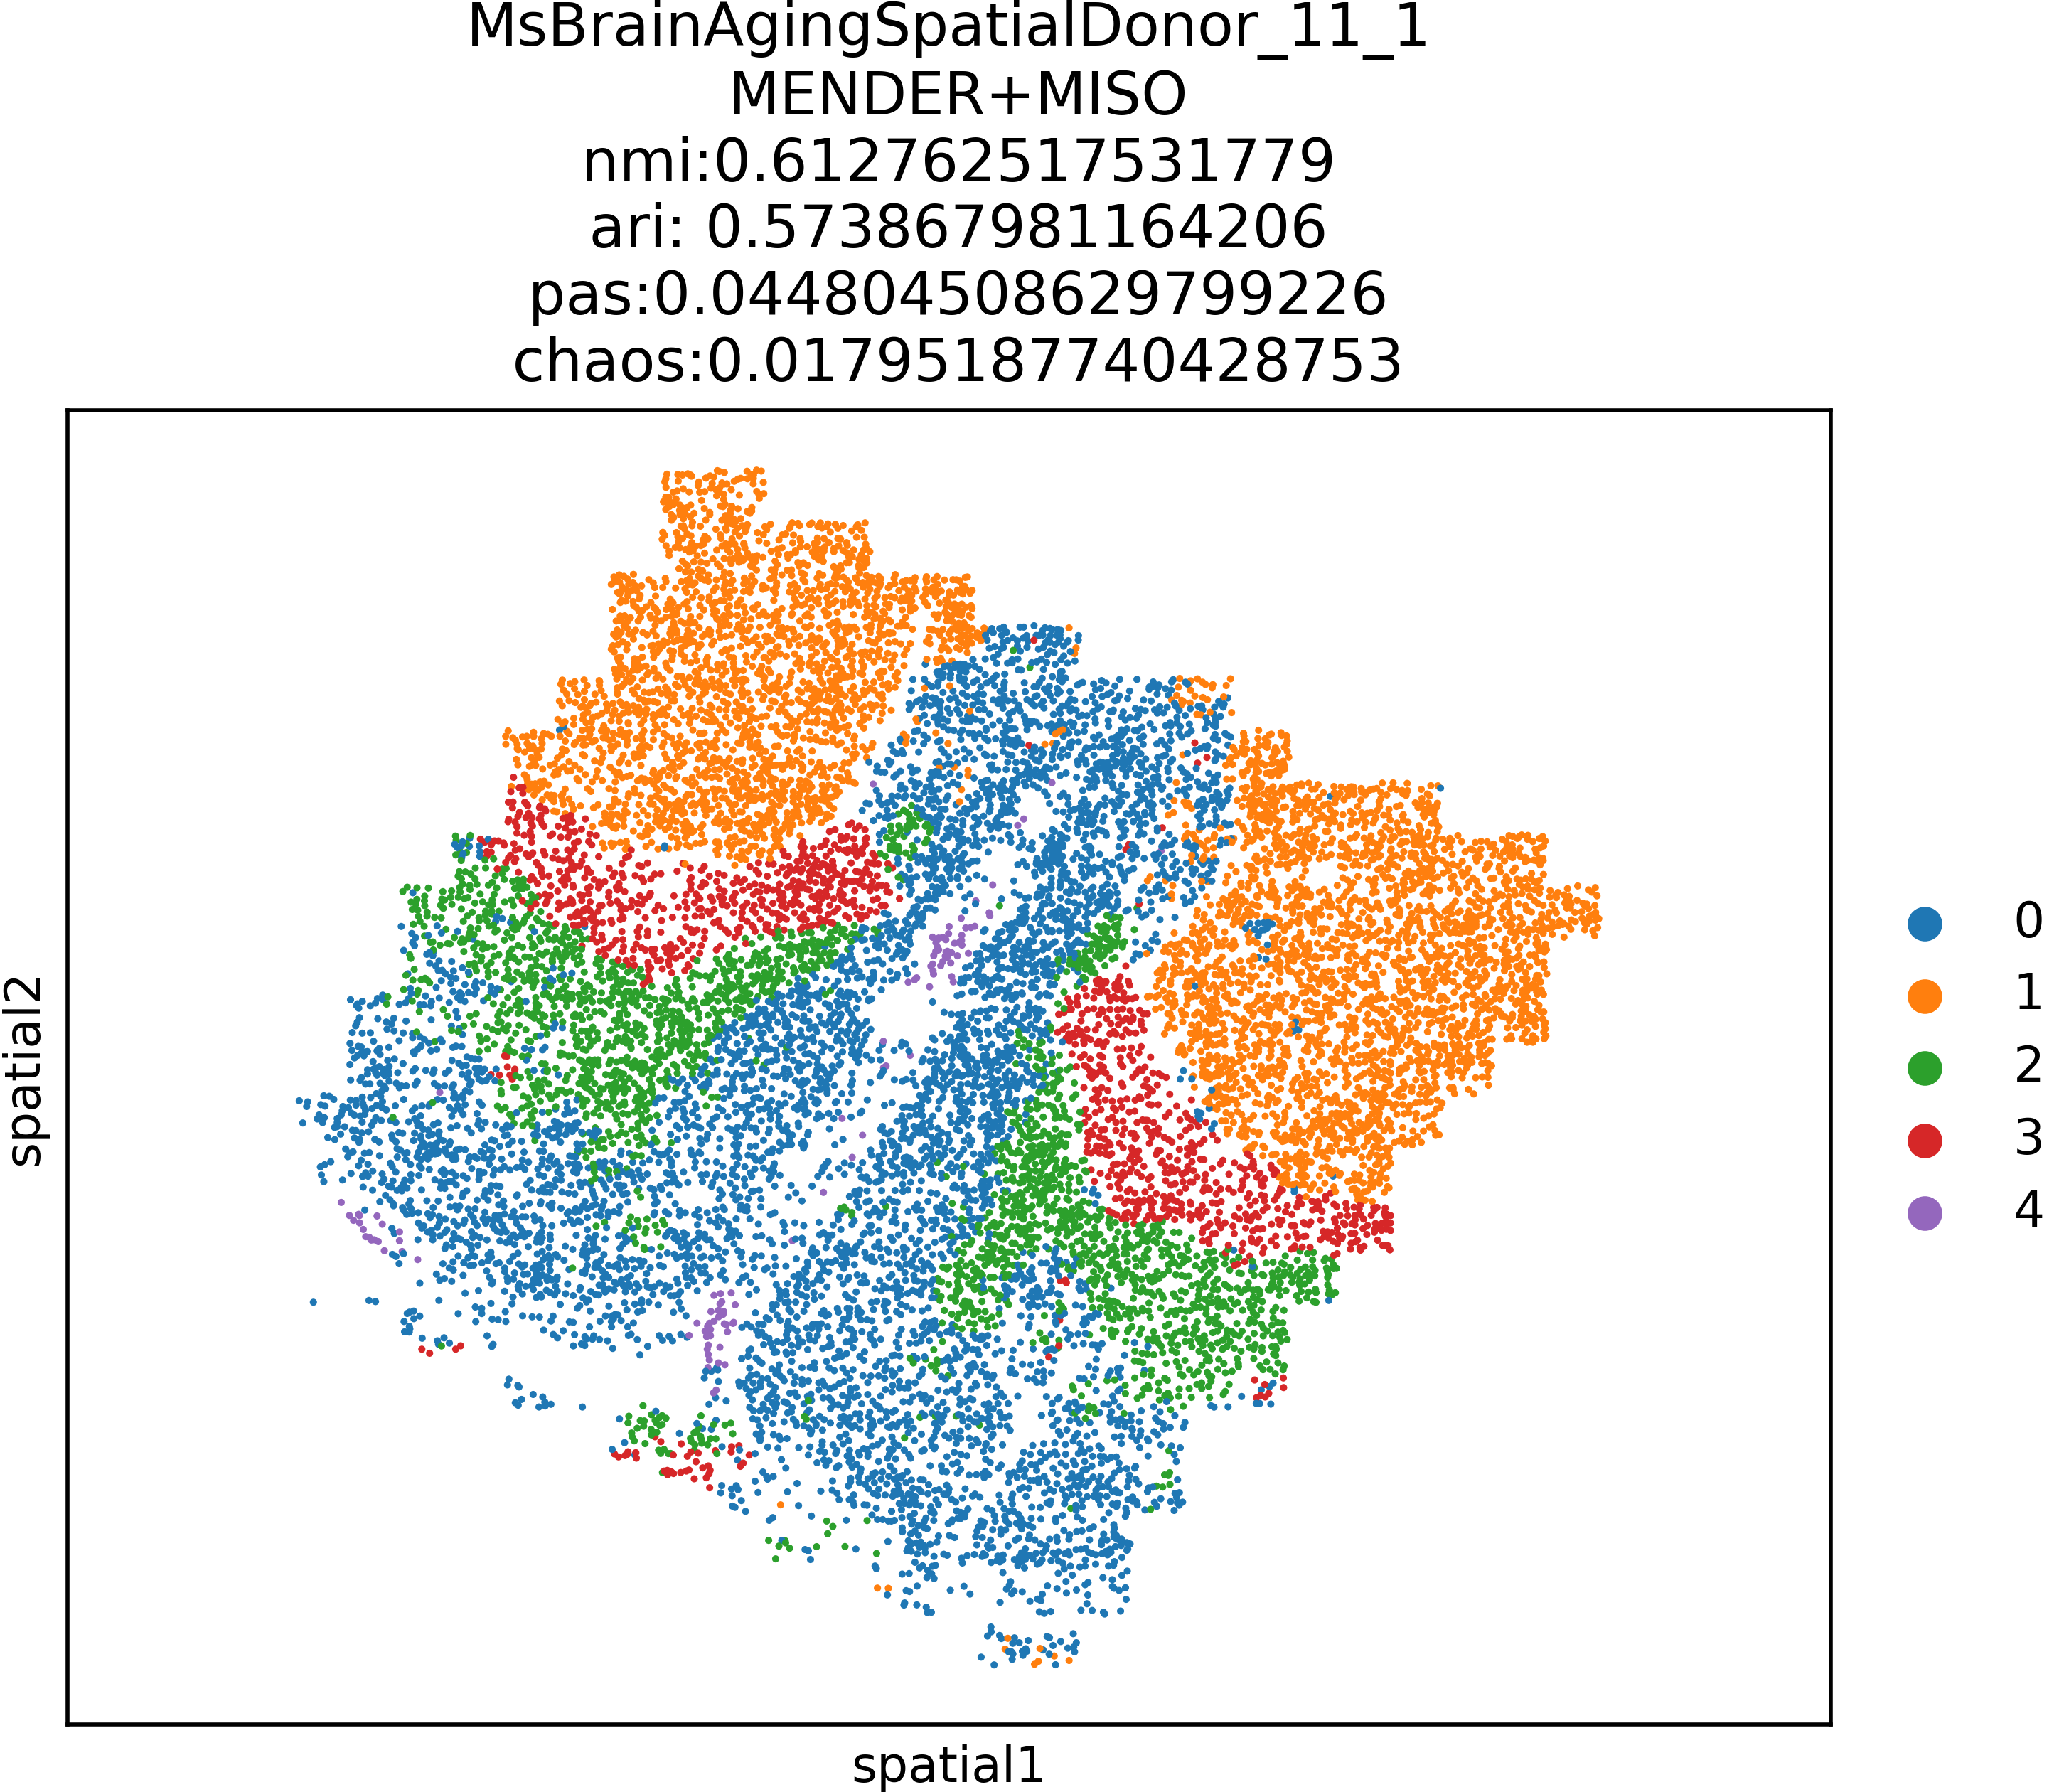 MsBrainAgingSpatialDonor_11_1
MENDER+MISO
nmi:0.612762517531779
ari: 0.573867981164206
pas:0.044804508629799226
chaos:0.01795187740428753
spatial2
0
1
2
3
4
spatial1